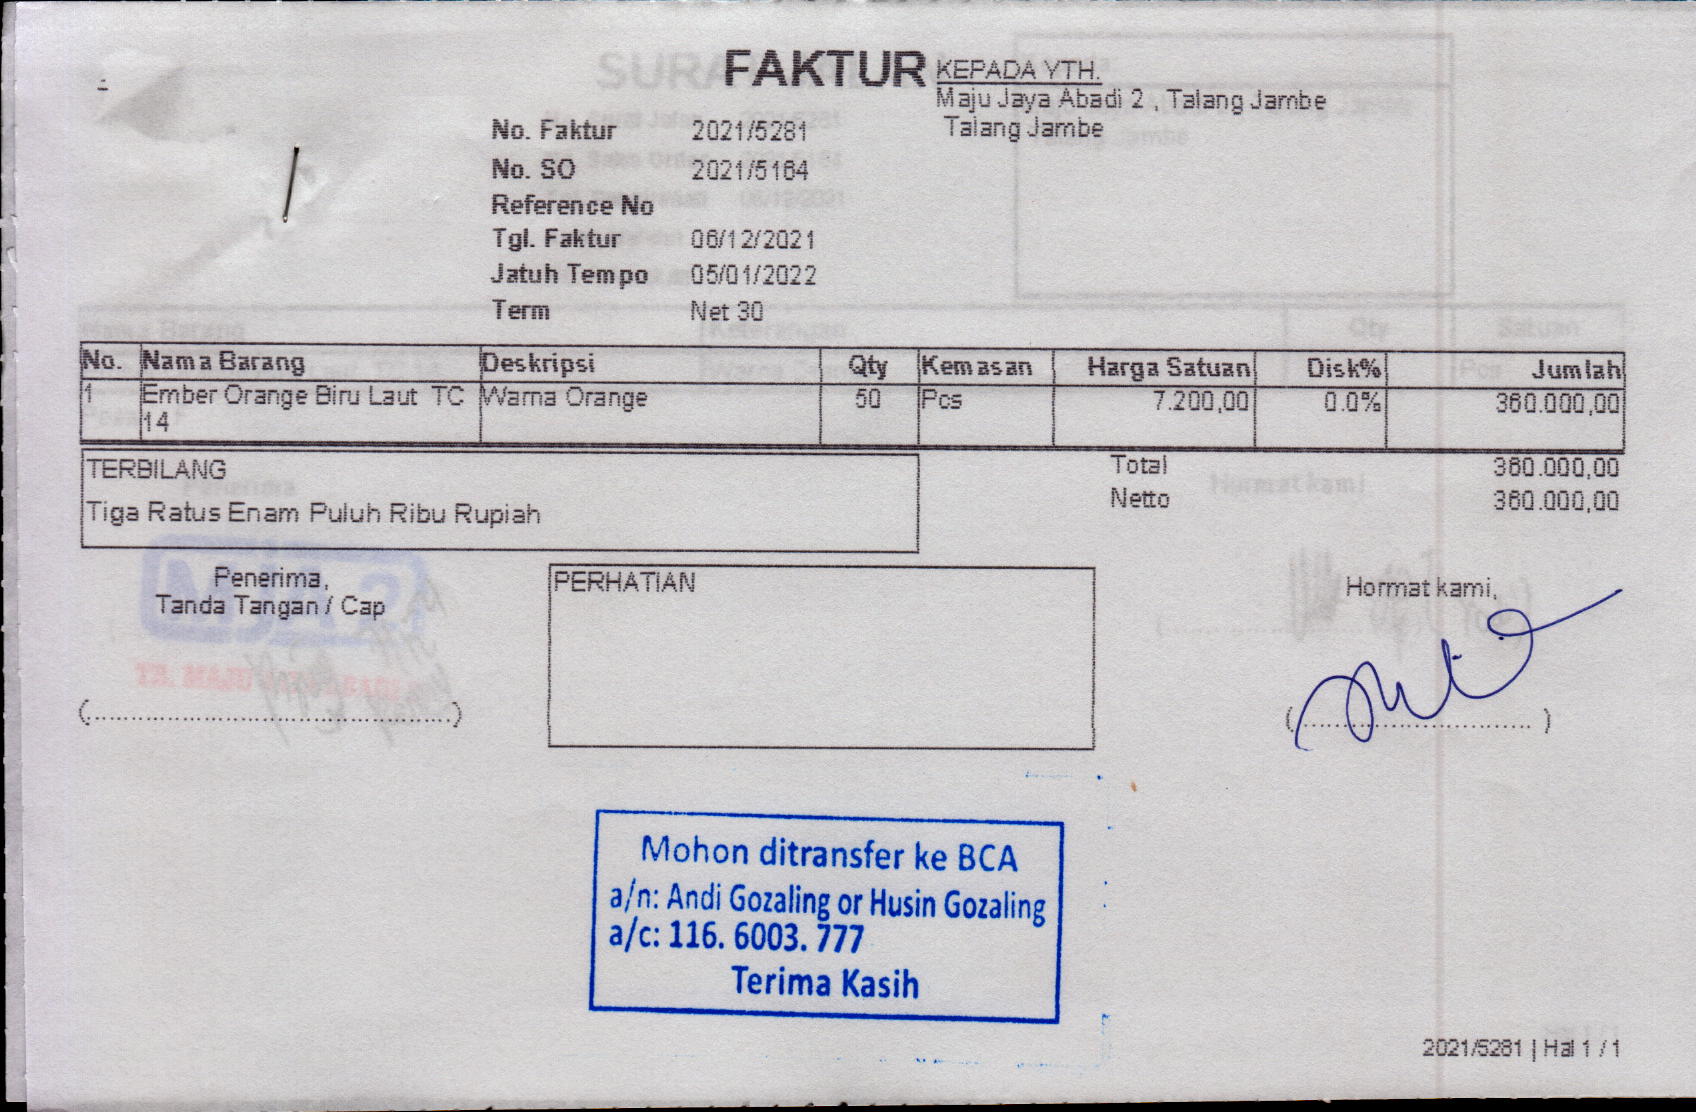 FAKTUR
KEPADA YTH.
Maju Jaya Abadi 2 , Talang Jambe
Talang Jambe
No. Faktur 2021/5281
No. SO 2021/5164
Reference No
Tgl. Faktur 06/12/2021
Jatuh Tempo 05/01/2022
Term Net 30
No. Nama Barang Deskripsi Qty Kemasan Harga Satuan Disk% Jumlah
1 Ember Orange Biru Laut TC Warna Orange 50 Pcs 7.200,00 0.0% 360.000,00
14
TERBILANG
Tiga Ratus Enam Puluh Ribu Rupiah
Total 360.000,00
Netto 360.000,00
Penerima,
Tanda Tangan / Cap
(..........................................)
PERHATIAN
Hormat kami,
(.............................. )
Mohon ditransfer ke BCA
a/n: Andi Gozaling or Husin Gozaling
a/c: 116. 6003. 777
Terima Kasih
2021/5281 | Hal 1 / 1